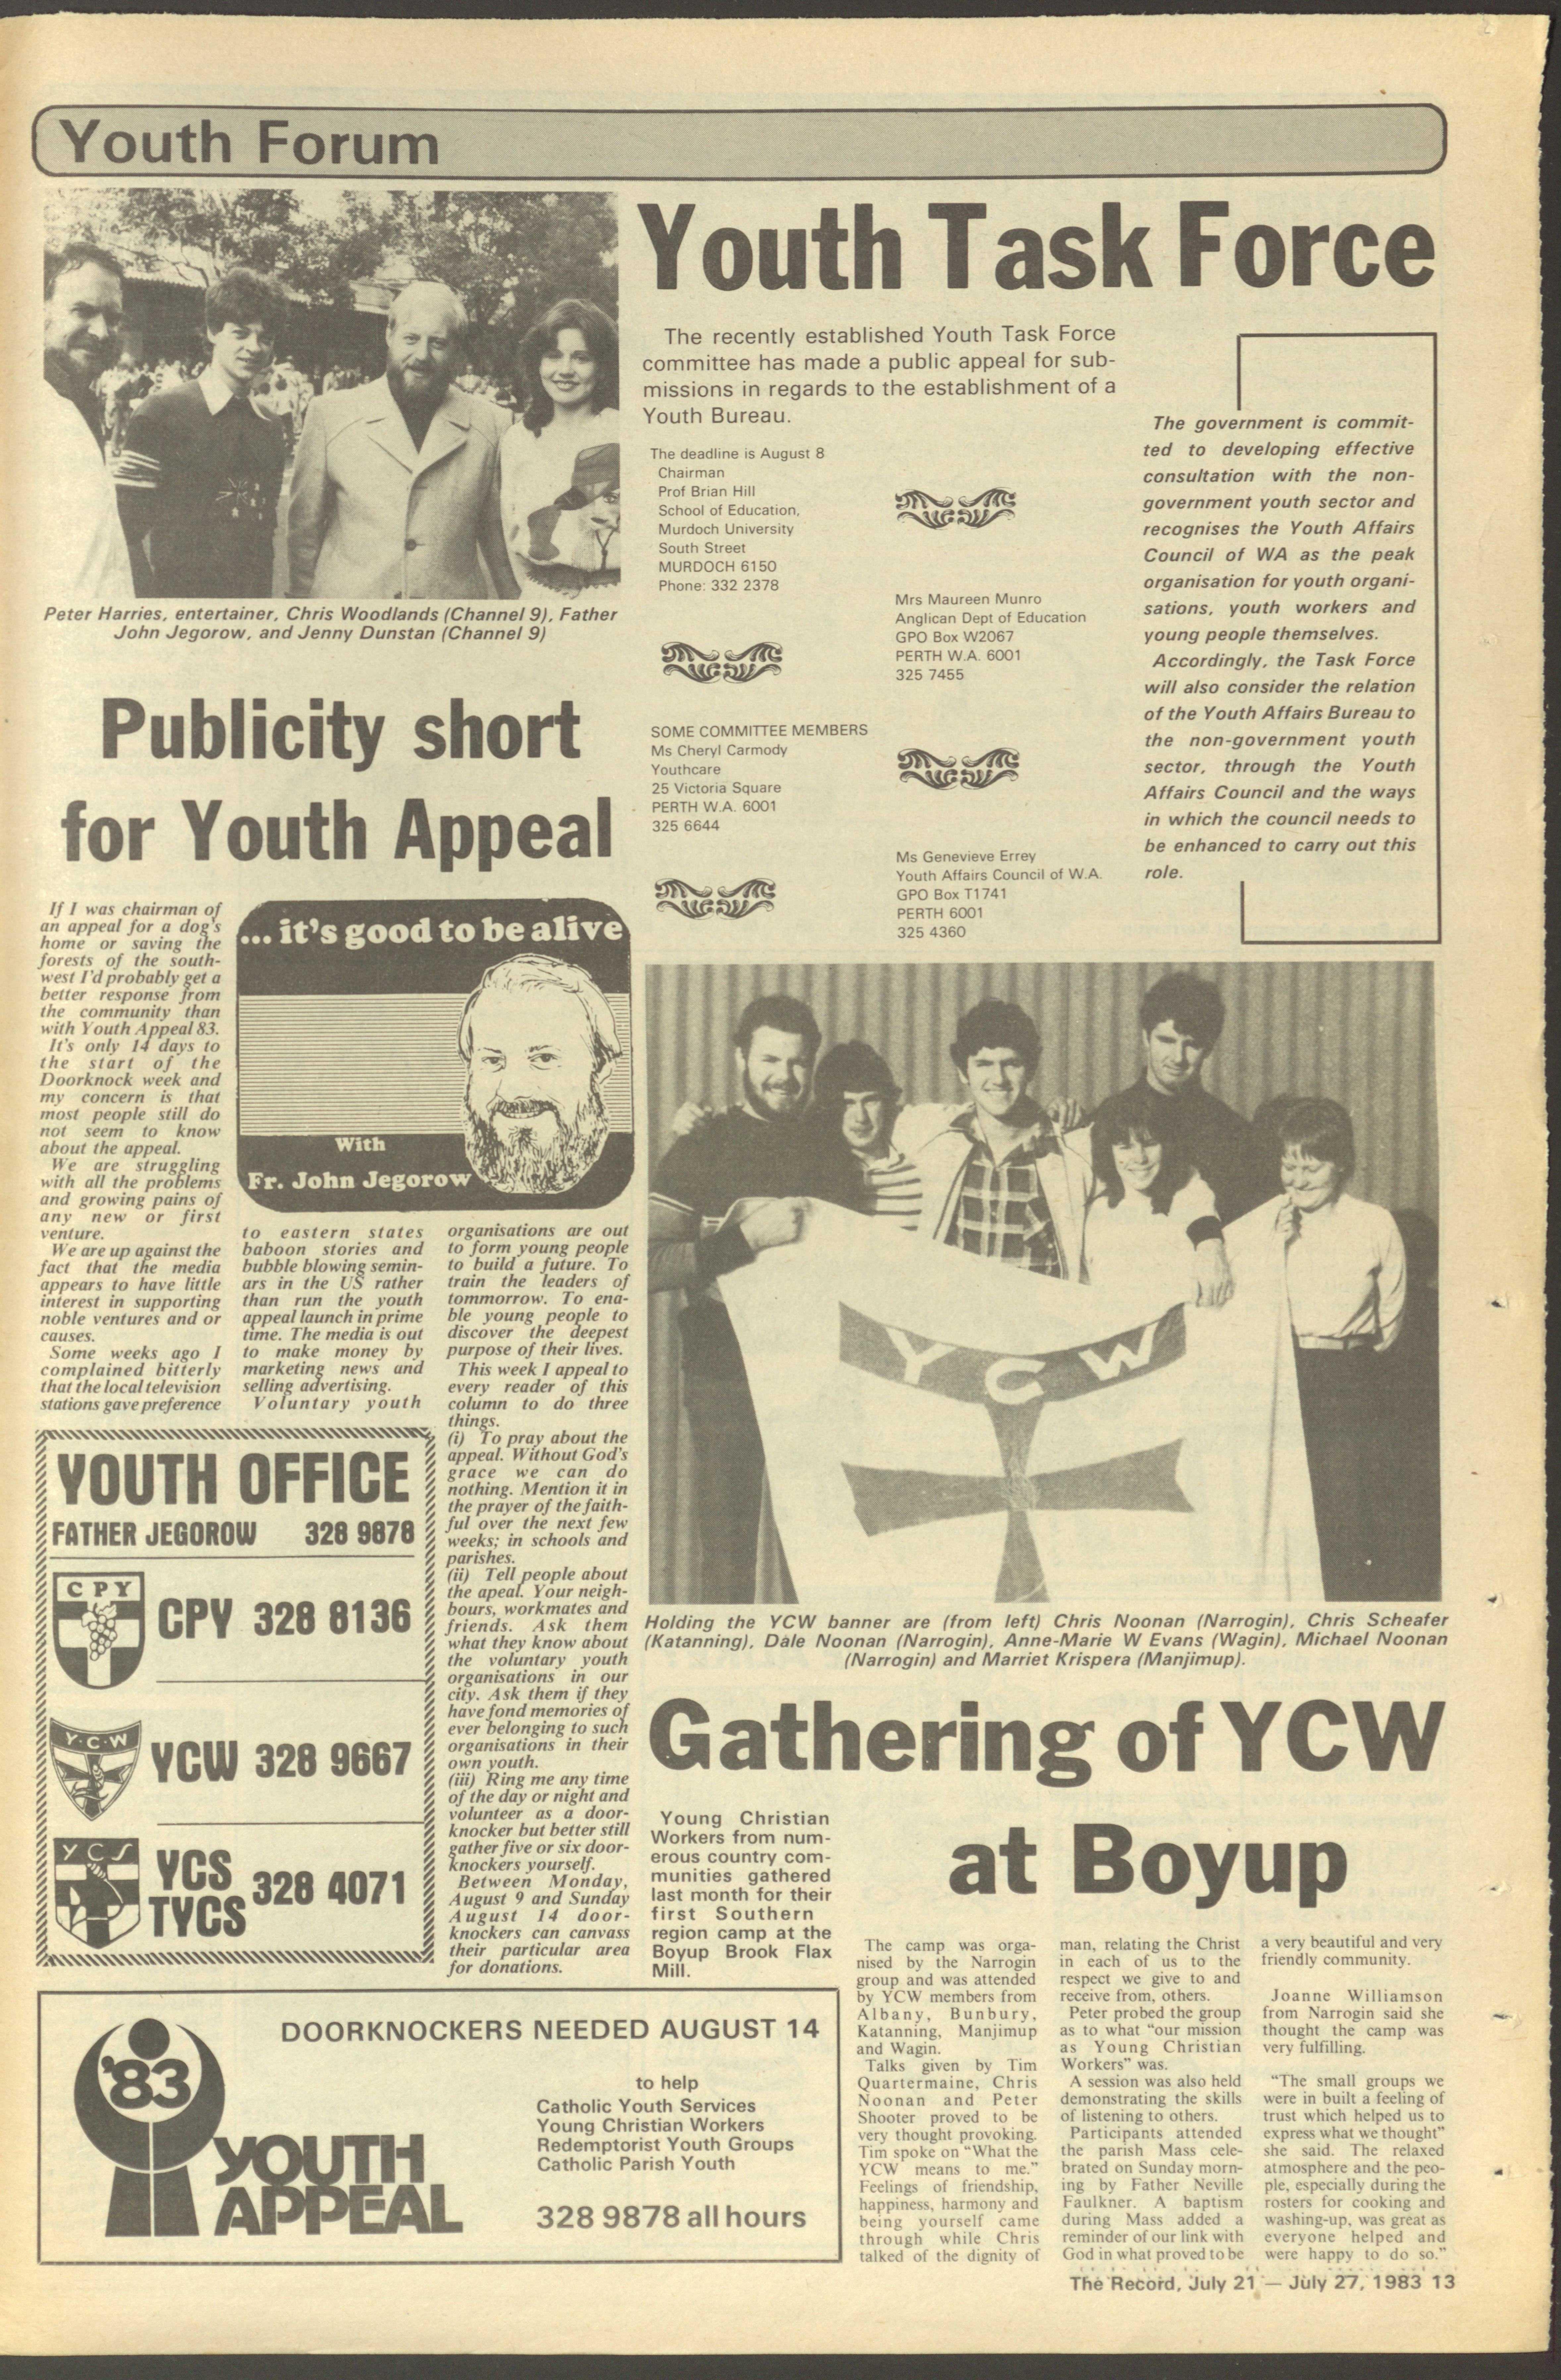 Youth Forum
Peter Harries, entertainer, Chris Woodlands (Channel 9), Father
John Jegorow, and Jenny Dunstan (Channel 9)
Youth Task Force
The recently established Youth Task Force
committee has made a public appeal for sub-
missions in regards to the establishment of a
Youth Bureau.
The deadline is August 8
Chairman
Prof Brian Hill
School of Education,
Murdoch University
South Street
MURDOCH 6150
Phone: 332 2378
SOME COMMITTEE MEMBERS
Ms Cheryl Carmody
Youthcare
25 Victoria Square
PERTH W.A. 6001
325 6644
Mrs Maureen Munro
Anglican Dept of Education
GPO Box W2067
PERTH W.A. 6001
325 7455
Ms Genevieve Errey
Youth Affairs Council of W.A.
GPO Box T1741
PERTH 6001
325 4360
The government is commit-
ted to developing effective
consultation with the non-
government youth sector and
recognises the Youth Affairs
Council of WA as the peak
organisation for youth organi-
sations, youth workers and
young people themselves.
Accordingly, the Task Force
will also consider the relation
of the Youth Affairs Bureau to
the non-government youth
sector, through the Youth
Affairs Council and the ways
in which the council needs to
be enhanced to carry out this
role.
Publicity short
for Youth Appeal
If I was chairman of
an appeal for a dog's
home or saving the
forests of the south-
west I'd probably get a
better response from
the community than
with Youth Appeal 83.
It's only 14 days to
the start of the
Doorknock week and
my concern is that
most people still do
not seem to know
about the appeal.
We are struggling
with all the problems
and growing pains of
any new or first
venture.
We are up against the
fact that the media
appears to have little
interest in supporting
noble ventures and or
causes.
Some weeks ago I
complained bitterly
that the local television
stations gave preference
... it's good to be alive
With
Fr. John Jegorow
to eastern states
baboon stories and
bubble blowing semin-
ars in the US rather
than run the youth
appeal launch in prime
time. The media is out
to make money by
marketing news and
selling advertising.
Voluntary youth
organisations are out
to form young people
to build a future. To
train the leaders of
tommorrow. To ena-
ble young people to
discover the deepest
purpose of their lives.
This week I appeal to
every reader of this
column to do three
things.
(i) To pray about the
appeal. Without God's
grace we can do
nothing. Mention it in
the prayer of the faith-
ful over the next few
weeks; in schools and
parishes.
(ii) Tell people about
the apeal. Your neigh-
bours, workmates and
friends. Ask them
what they know about
the voluntary youth
organisations in our
city. Ask them if they
have fond memories of
ever belonging to such
organisations in their
own youth.
(iii) Ring me any time
of the day or night and
volunteer as a door-
knocker but better still
gather five or six door-
knockers yourself.
Between Monday,
August 9 and Sunday
August 14 door-
knockers can canvass
their particular area
for donations.
YOUTH OFFICE
FATHER JEGOROW 328 9878
CPY
CPY 328 8136
Y·C·W
YCW 328 9667
YCS
YCS
TYCS
328 4071
'83
YOUTH
APPEAL
DOORKNOCKERS NEEDED AUGUST 14
to help
Catholic Youth Services
Young Christian Workers
Redemptorist Youth Groups
Catholic Parish Youth
328 9878 all hours
Y C W
Holding the YCW banner are (from left) Chris Noonan (Narrogin), Chris Scheafer
(Katanning), Dale Noonan (Narrogin), Anne-Marie W Evans (Wagin), Michael Noonan
(Narrogin) and Marriet Krispera (Manjimup).
Gathering of YCW
at Boyup
Young Christian
Workers from num-
erous country com-
munities gathered
last month for their
first Southern
region camp at the
Boyup Brook Flax
Mill.
The camp was orga-
nised by the Narrogin
group and was attended
by YCW members from
Albany, Bunbury,
Katanning, Manjimup
and Wagin.
Talks given by Tim
Quartermaine, Chris
Noonan and Peter
Shooter proved to be
very thought provoking.
Tim spoke on "What the
YCW means to me."
Feelings of friendship,
happiness, harmony and
being yourself came
through while Chris
talked of the dignity of
man, relating the Christ
in each of us to the
respect we give to and
receive from, others.
Peter probed the group
as to what "our mission
as Young Christian
Workers" was.
A session was also held
demonstrating the skills
of listening to others.
Participants attended
the parish Mass cele-
brated on Sunday morn-
ing by Father Neville
Faulkner. A baptism
during Mass added a
reminder of our link with
God in what proved to be
a very beautiful and very
friendly community.
Joanne Williamson
from Narrogin said she
thought the camp was
very fulfilling.
"The small groups we
were in built a feeling of
trust which helped us to
express what we thought"
she said. The relaxed
atmosphere and the peo-
ple, especially during the
rosters for cooking and
washing-up, was great as
everyone helped and
were happy to do so."
The Record, July 21 — July 27, 1983 13